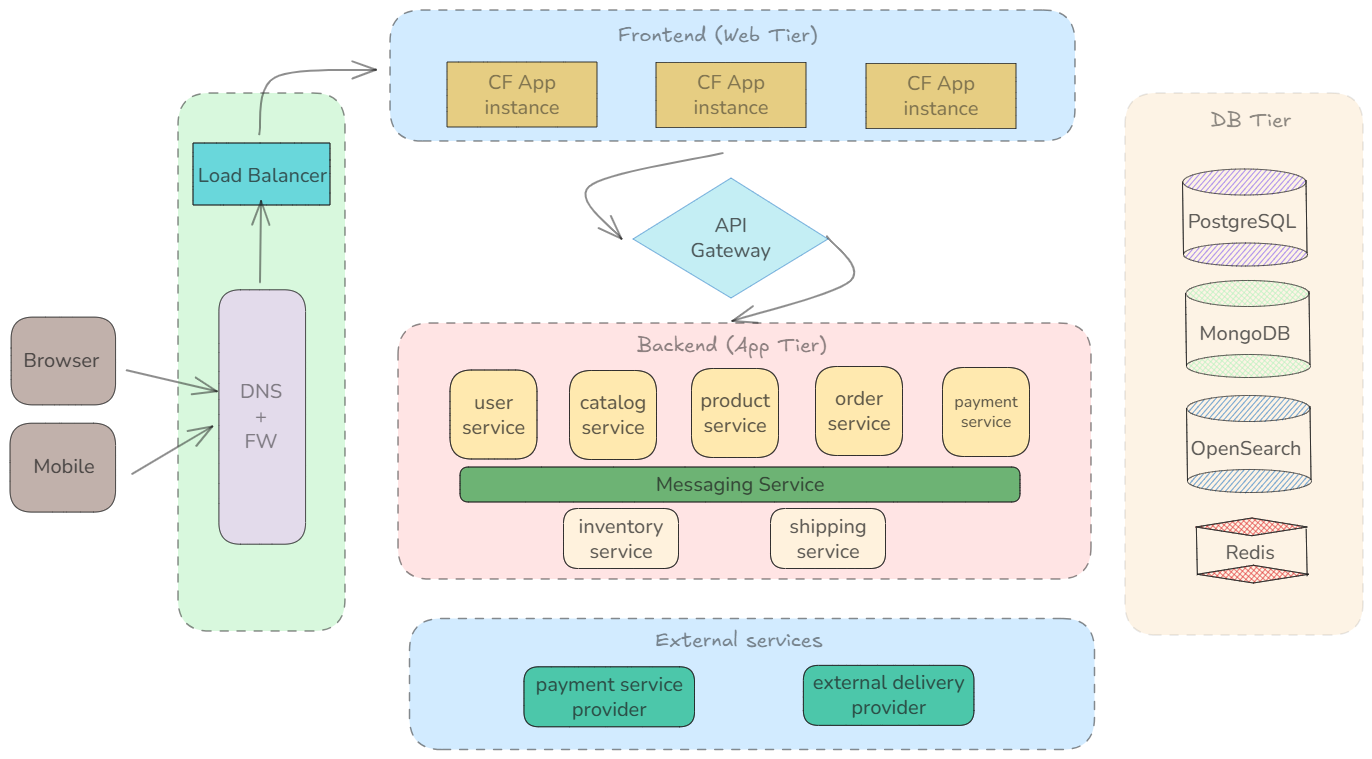 Frontend (Web Tier)
CF App
instance
CF App
instance
CF App
instance
Load Balancer
DNS
+
FW
Browser
Mobile
API
Gateway
Backend (App Tier)
user
service
catalog
service
product
service
order
service
payment
service
Messaging Service
inventory
service
shipping
service
External services
payment service
provider
external delivery
provider
DB Tier
PostgreSQL
MongoDB
OpenSearch
Redis